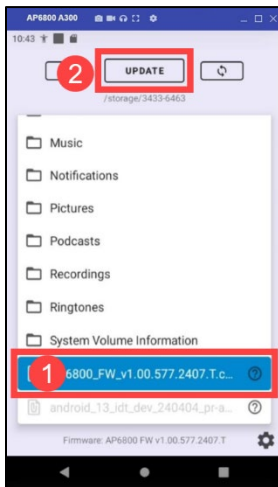 AP6800 A300
10:43
2
UPDATE
/storage/3433-6463
Music
Notifications
Pictures
Podcasts
Recordings
Ringtones
System Volume Information
1
6800_FW_v1.00.577.2407.T.c...
android_13_idt_dev_240404_pr-a...
Firmware: AP6800 FW v1.00.577.2407.T